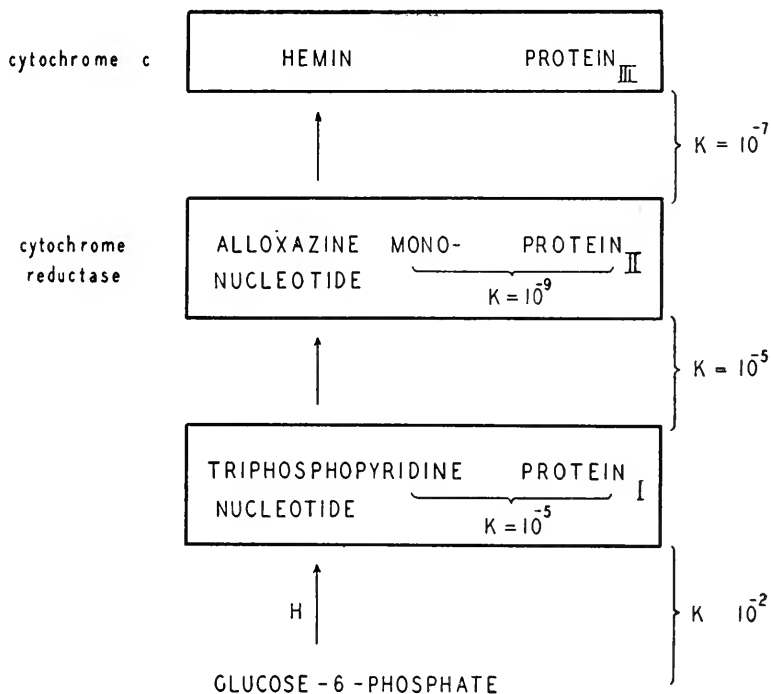 cytochrome c
HEMIN PROTEIN III
K = 10⁻⁷
cytochrome
reductase
ALLOXAZINE MONO- PROTEIN II
NUCLEOTIDE
K = 10⁻⁹
K = 10⁻⁵
TRIPHOSPHOPYRIDINE PROTEIN I
NUCLEOTIDE
K = 10⁻⁵
H
K 10⁻²
GLUCOSE-6-PHOSPHATE